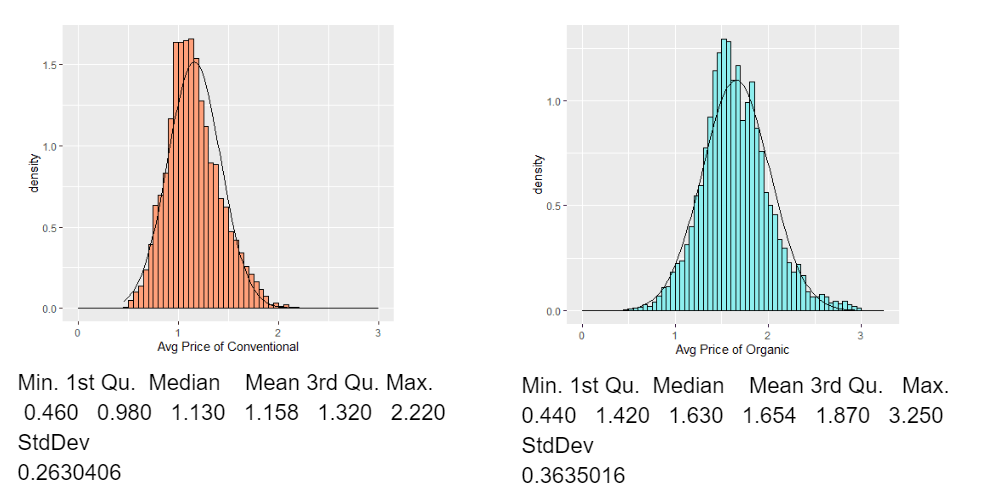 1.5
1.0
0.5
0.0
density
0 1 2 3
Avg Price of Conventional
Min. 1st Qu. Median Mean 3rd Qu. Max.
0.460 0.980 1.130 1.158 1.320 2.220
StdDev
0.2630406
1.0
0.5
0.0
density
0 1 2 3
Avg Price of Organic
Min. 1st Qu. Median Mean 3rd Qu. Max.
0.440 1.420 1.630 1.654 1.870 3.250
StdDev
0.3635016